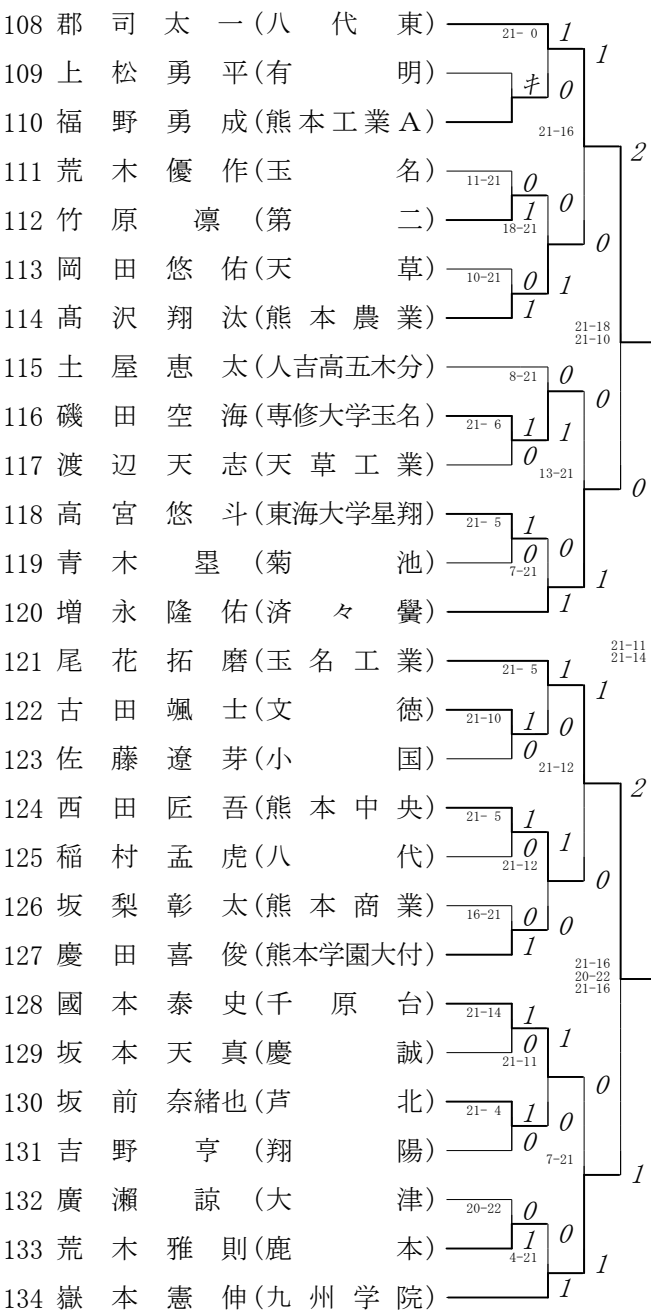 108 郡司太一(八代東) 21- 0 1 1
109 上松勇平(有明) キ 0
110 福野勇成(熊本工業A) 21-16 2
111 荒木優作(玉名) 11-21 0 0
112 竹原凛(第二) 1 18-21 0
113 岡田悠佑(天草) 10-21 0 1
114 髙沢翔汰(熊本農業) 1 21-18 21-10
115 土屋恵太(人吉高五木分) 8-21 0 0
116 磯田空海(専修大学玉名) 21- 6 1 1
117 渡辺天志(天草工業) 0 13-21 0
118 高宮悠斗(東海大学星翔) 21- 5 1 0
119 青木塁(菊池) 0 7-21 1
120 増永隆佑(済々黌) 1
21-11
21-14
121 尾花拓磨(玉名工業) 21- 5 1 1
122 古田颯士(文徳) 21-10 1 0
123 佐藤遼芽(小国) 0 21-12 2
124 西田匠吾(熊本中央) 21- 5 1 1
125 稲村孟虎(八代) 0 21-12 0
126 坂梨彰太(熊本商業) 16-21 0 0
127 慶田喜俊(熊本学園大付) 1 21-16 20-22 21-16
128 國本泰史(千原台) 21-14 1 1
129 坂本天真(慶誠) 0 21-11 0
130 坂前奈緒也(芦北) 21- 4 1 0
131 吉野亨(翔陽) 0 7-21 1
132 廣瀬諒(大津) 20-22 0 0
133 荒木雅則(鹿本) 1 4-21 1
134 嶽本憲伸(九州学院) 1